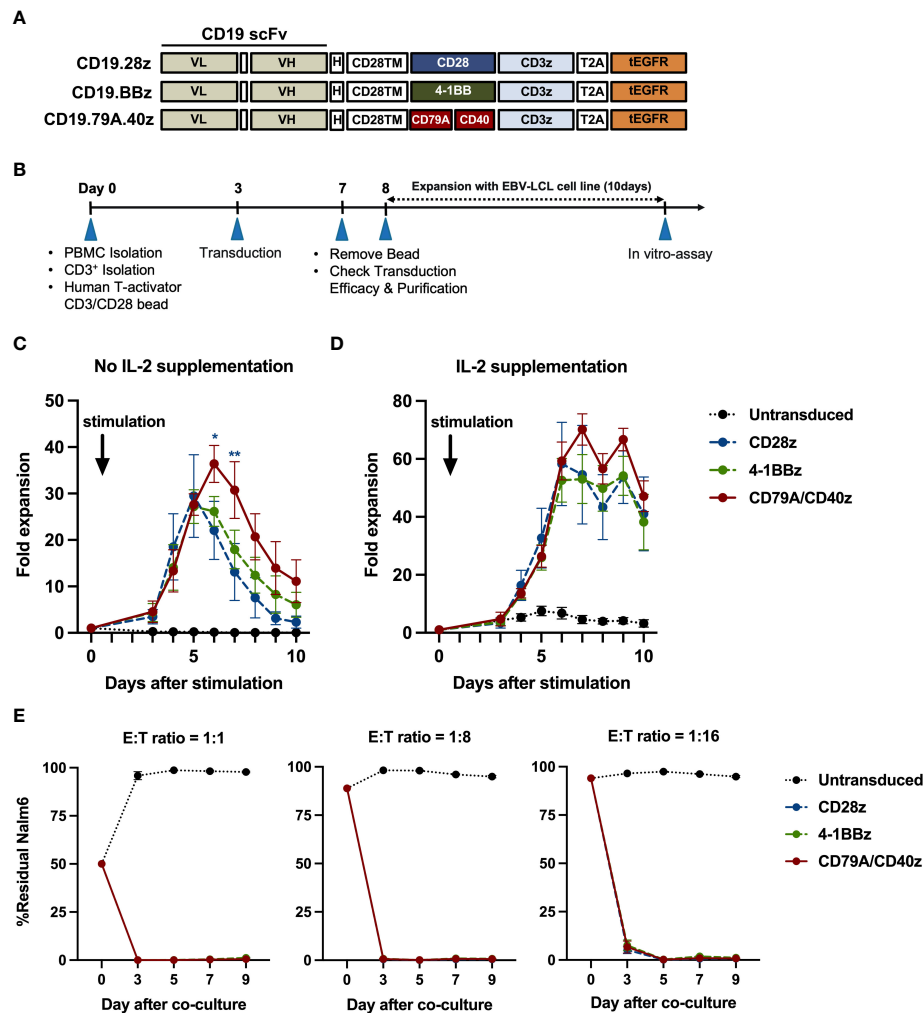 A
CD19 scFv
CD19.28z VL VH H CD28TM CD28 CD3z T2A tEGFR
CD19.BBz VL VH H CD28TM 4-1BB CD3z T2A tEGFR
CD19.79A.40z VL VH H CD28TM CD79A CD40 CD3z T2A tEGFR
B
Day 0 3 7 8 Expansion with EBV-LCL cell line (10days)
• PBMC Isolation
• CD3⁺ Isolation
• Human T-activator
CD3/CD28 bead
Transduction
• Remove Bead
• Check Transduction
Efficacy & Purification
In vitro-assay
C
No IL-2 supplementation
stimulation
* **
Fold expansion
50
40
30
20
10
0
0 5 10
Days after stimulation
D
IL-2 supplementation
stimulation
Fold expansion
80
60
40
20
0
0 5 10
Days after stimulation
Untransduced
CD28z
4-1BBz
CD79A/CD40z
E
E:T ratio = 1:1
%Residual Nalm6
100
75
50
25
0
0 3 5 7 9
Day after co-culture
E:T ratio = 1:8
100
75
50
25
0
0 3 5 7 9
Day after co-culture
E:T ratio = 1:16
100
75
50
25
0
0 3 5 7 9
Day after co-culture
Untransduced
CD28z
4-1BBz
CD79A/CD40z